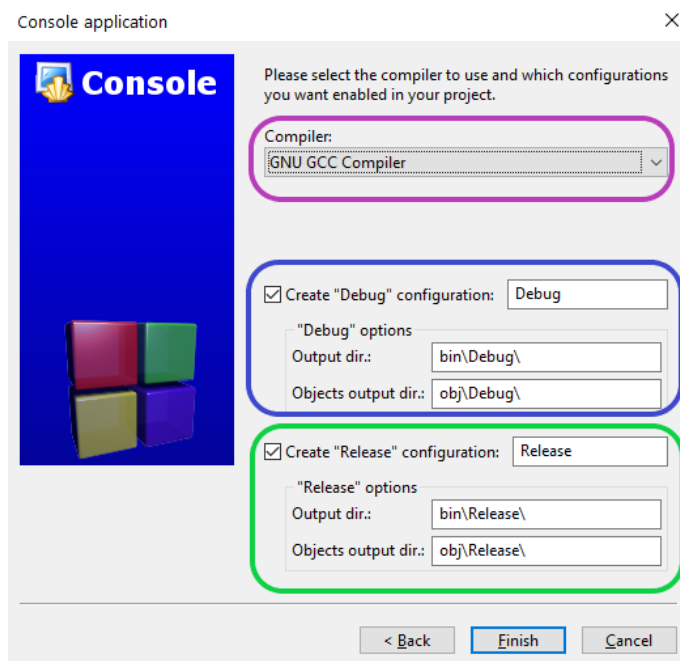 Console application
Console
Please select the compiler to use and which configurations
you want enabled in your project.
Compiler:
GNU GCC Compiler
Create "Debug" configuration: Debug
"Debug" options
Output dir.: bin\Debug\
Objects output dir.: obj\Debug\
Create "Release" configuration: Release
"Release" options
Output dir.: bin\Release\
Objects output dir.: obj\Release\
< Back Finish Cancel